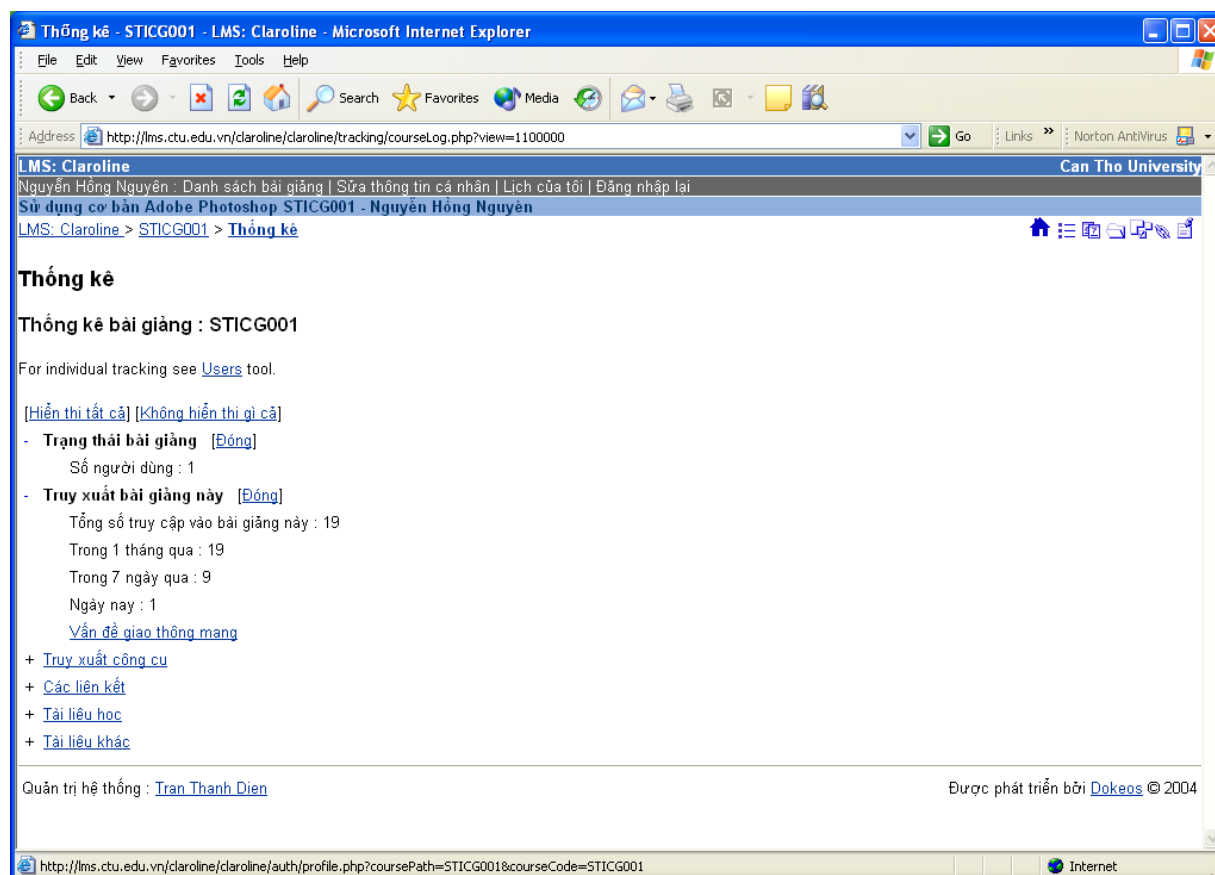 Thống kê - STICG001 - LMS: Claroline - Microsoft Internet Explorer
File Edit View Favorites Tools Help
Back Search Favorites Media
Address http://lms.ctu.edu.vn/claroline/claroline/tracking/courseLog.php?view=1100000 Go Links » Norton AntiVirus
LMS: Claroline Can Tho University
Nguyễn Hồng Nguyên : Danh sách bài giảng | Sửa thông tin cá nhân | Lịch của tôi | Đăng nhập lại
Sử dụng cơ bản Adobe Photoshop STICG001 - Nguyễn Hồng Nguyên
LMS: Claroline > STICG001 > Thống kê
Thống kê
Thống kê bài giảng : STICG001
For individual tracking see Users tool.
[Hiển thi tất cả] [Không hiển thi gì cả]
- Trạng thái bài giảng [Đóng]
Số người dùng : 1
- Truy xuất bài giảng này [Đóng]
Tổng số truy cập vào bài giảng này : 19
Trong 1 tháng qua : 19
Trong 7 ngày qua : 9
Ngày nay : 1
Vấn đề giao thông mang
+ Truy xuất công cu
+ Các liên kết
+ Tài liêu hoc
+ Tài liêu khác
Quản trị hệ thống : Tran Thanh Dien Được phát triển bởi Dokeos © 2004
http://lms.ctu.edu.vn/claroline/claroline/auth/profile.php?coursePath=STICG001&courseCode=STICG001 Internet